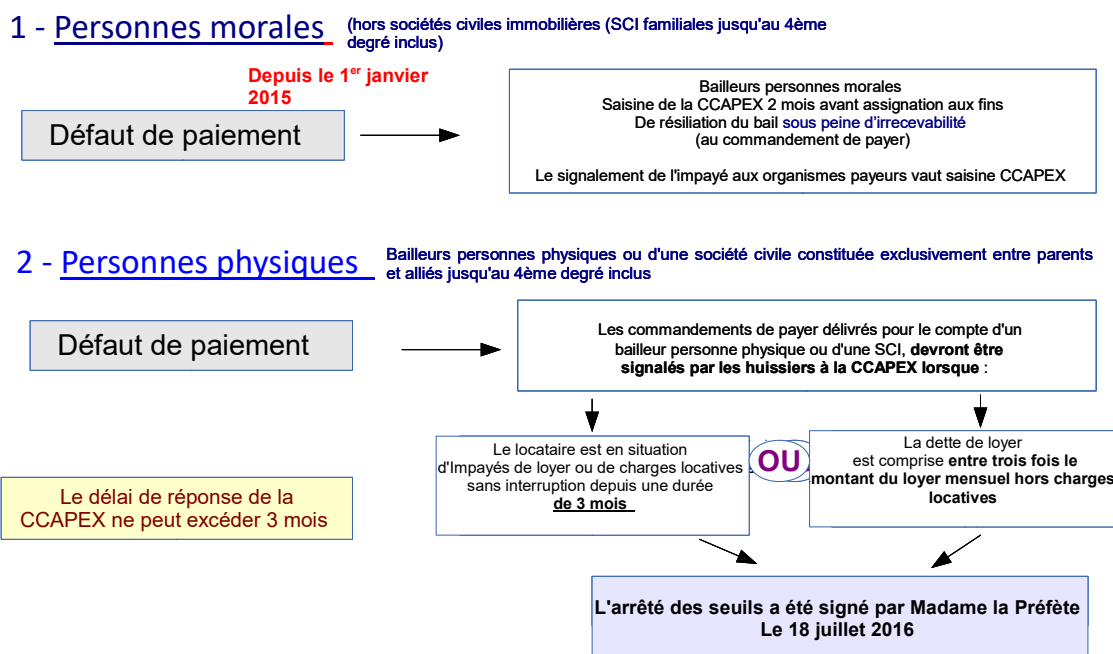 1 - Personnes morales (hors sociétés civiles immobilières (SCI familiales jusqu'au 4ème
degré inclus)
Depuis le 1er janvier
2015
Défaut de paiement
Bailleurs personnes morales
Saisine de la CCAPEX 2 mois avant assignation aux fins
De résiliation du bail sous peine d'irrecevabilité
(au commandement de payer)
Le signalement de l'impayé aux organismes payeurs vaut saisine CCAPEX
2 - Personnes physiques Bailleurs personnes physiques ou d'une société civile constituée exclusivement entre parents
et alliés jusqu'au 4ème degré inclus
Défaut de paiement
Les commandements de payer délivrés pour le compte d'un
bailleur personne physique ou d'une SCI, devront être
signalés par les huissiers à la CCAPEX lorsque :
Le locataire est en situation
d'Impayés de loyer ou de charges locatives
sans interruption depuis une durée
de 3 mois
OU
La dette de loyer
est comprise entre trois fois le
montant du loyer mensuel hors charges
locatives
Le délai de réponse de la
CCAPEX ne peut excéder 3 mois
L'arrêté des seuils a été signé par Madame la Préfète
Le 18 juillet 2016